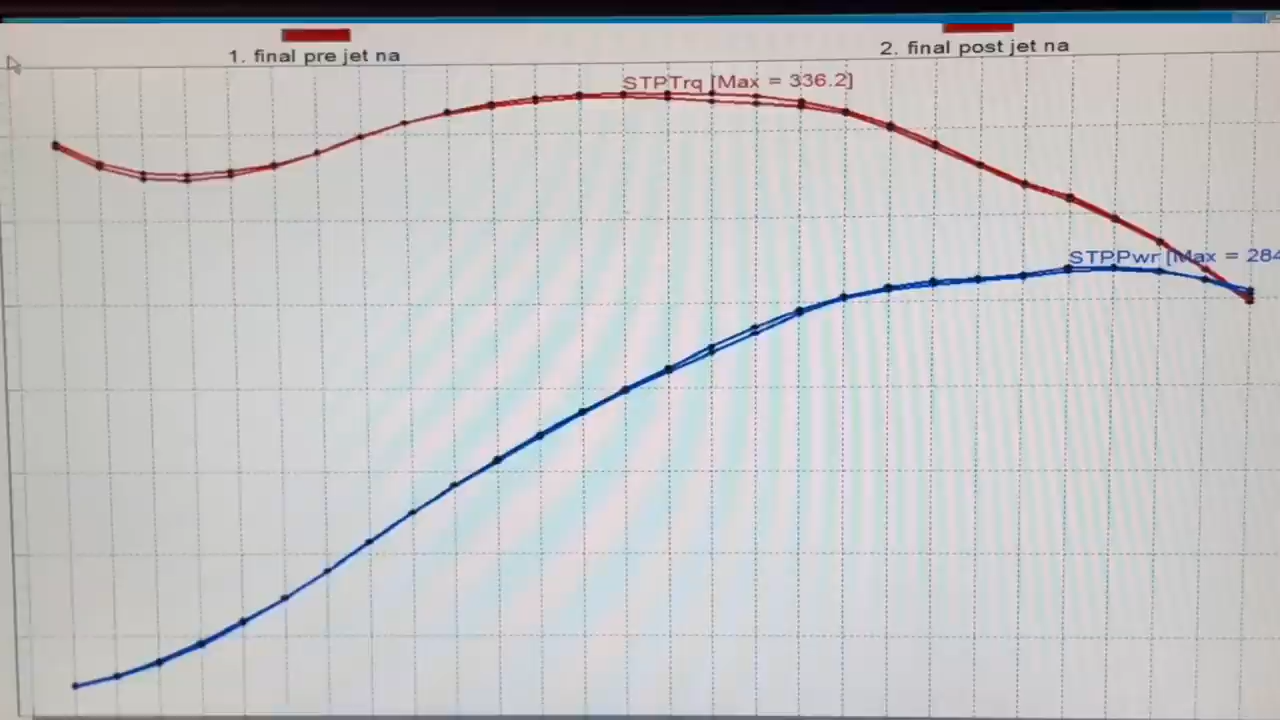 1. final pre jet na
2. final post jet na
STPTrq [Max = 336.2]
STPPwr [Max = 284